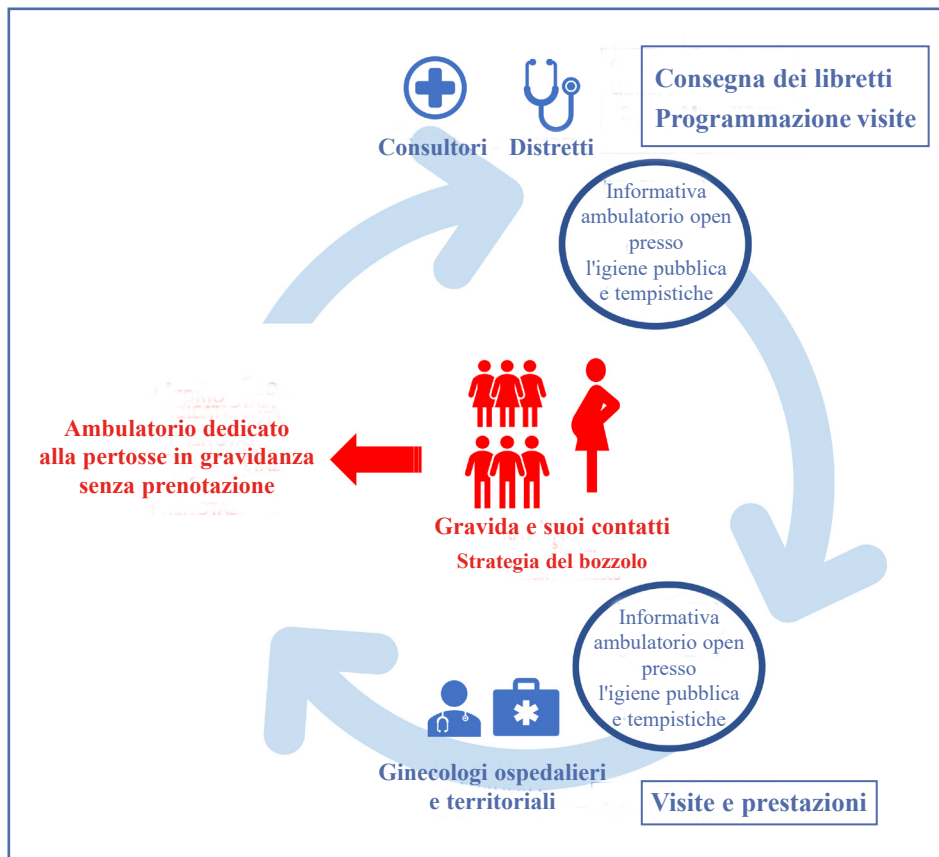 Consegna dei libretti
Programmazione visite
Consultori
Distretti
Informativa
ambulatorio open
presso
l'igiene pubblica
e tempistiche
Ambulatorio dedicato
alla pertosse in gravidanza
senza prenotazione
Gravida e suoi contatti
Strategia del bozzolo
Informativa
ambulatorio open
presso
l'igiene pubblica
e tempistiche
Ginecologi ospedalieri
e territoriali
Visite e prestazioni